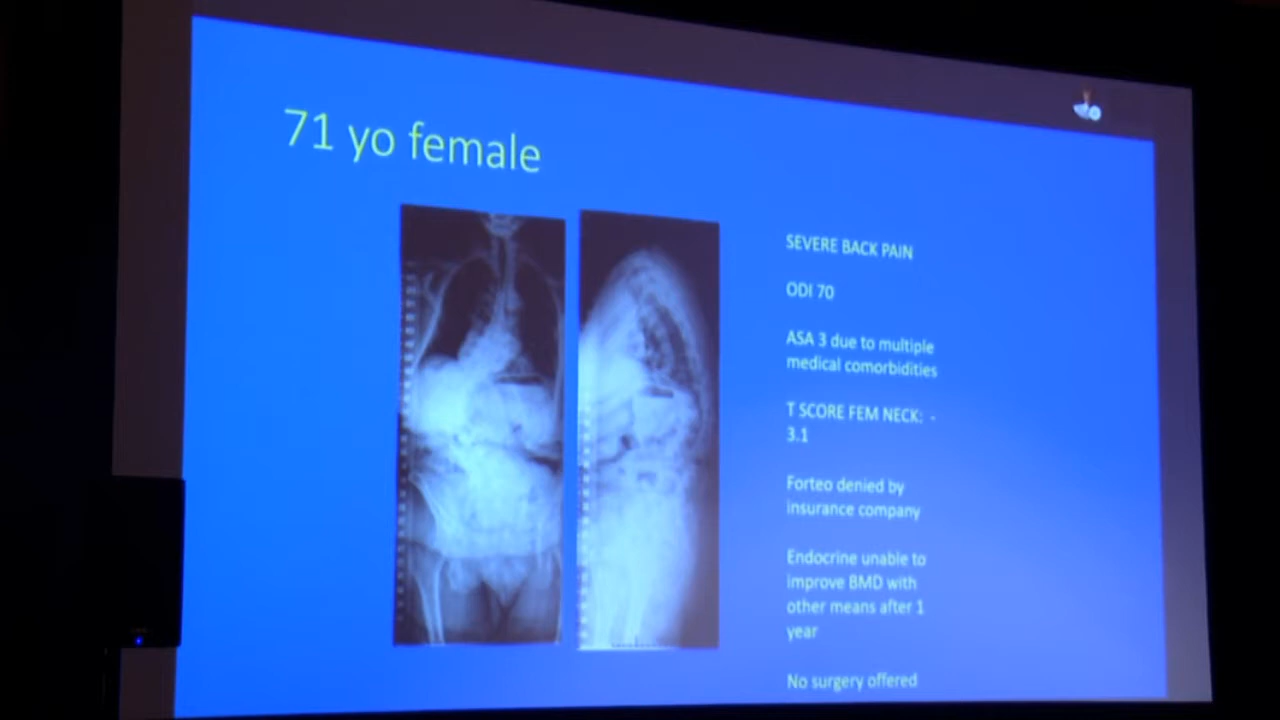 71 yo female
SEVERE BACK PAIN
ODI 70
ASA 3 due to multiple
medical comorbidities
T SCORE FEM NECK: -
3.1
Forteo denied by
insurance company
Endocrine unable to
improve BMD with
other means after 1
year
No surgery offered